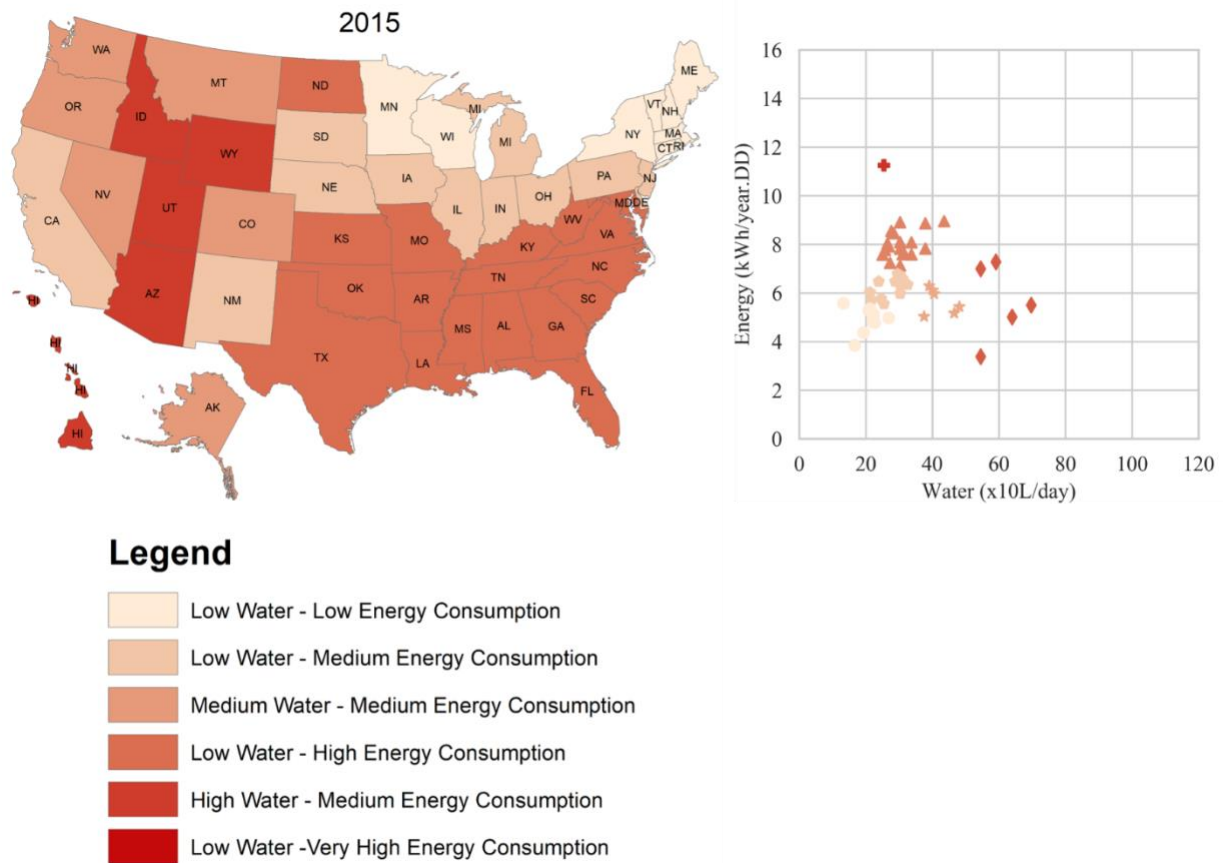 2015
WA
MT
ND
MN
ME
OR
ID
SD
WI
MI
VT
NH
NY
MA
CT
RI
WY
MI
IA
NE
PA
NJ
NV
UT
CO
IL
IN
OH
MD
DE
CA
KS
MO
WV
VA
KY
AZ
NM
OK
AR
TN
NC
SC
MS
AL
GA
TX
LA
FL
HI
HI
HI
HI
HI
AK
16
14
12
10
8
6
4
2
0
Energy (kWh/year.DD)
0 20 40 60 80 100 120
Water (x10L/day)
Legend
Low Water - Low Energy Consumption
Low Water - Medium Energy Consumption
Medium Water - Medium Energy Consumption
Low Water - High Energy Consumption
High Water - Medium Energy Consumption
Low Water -Very High Energy Consumption